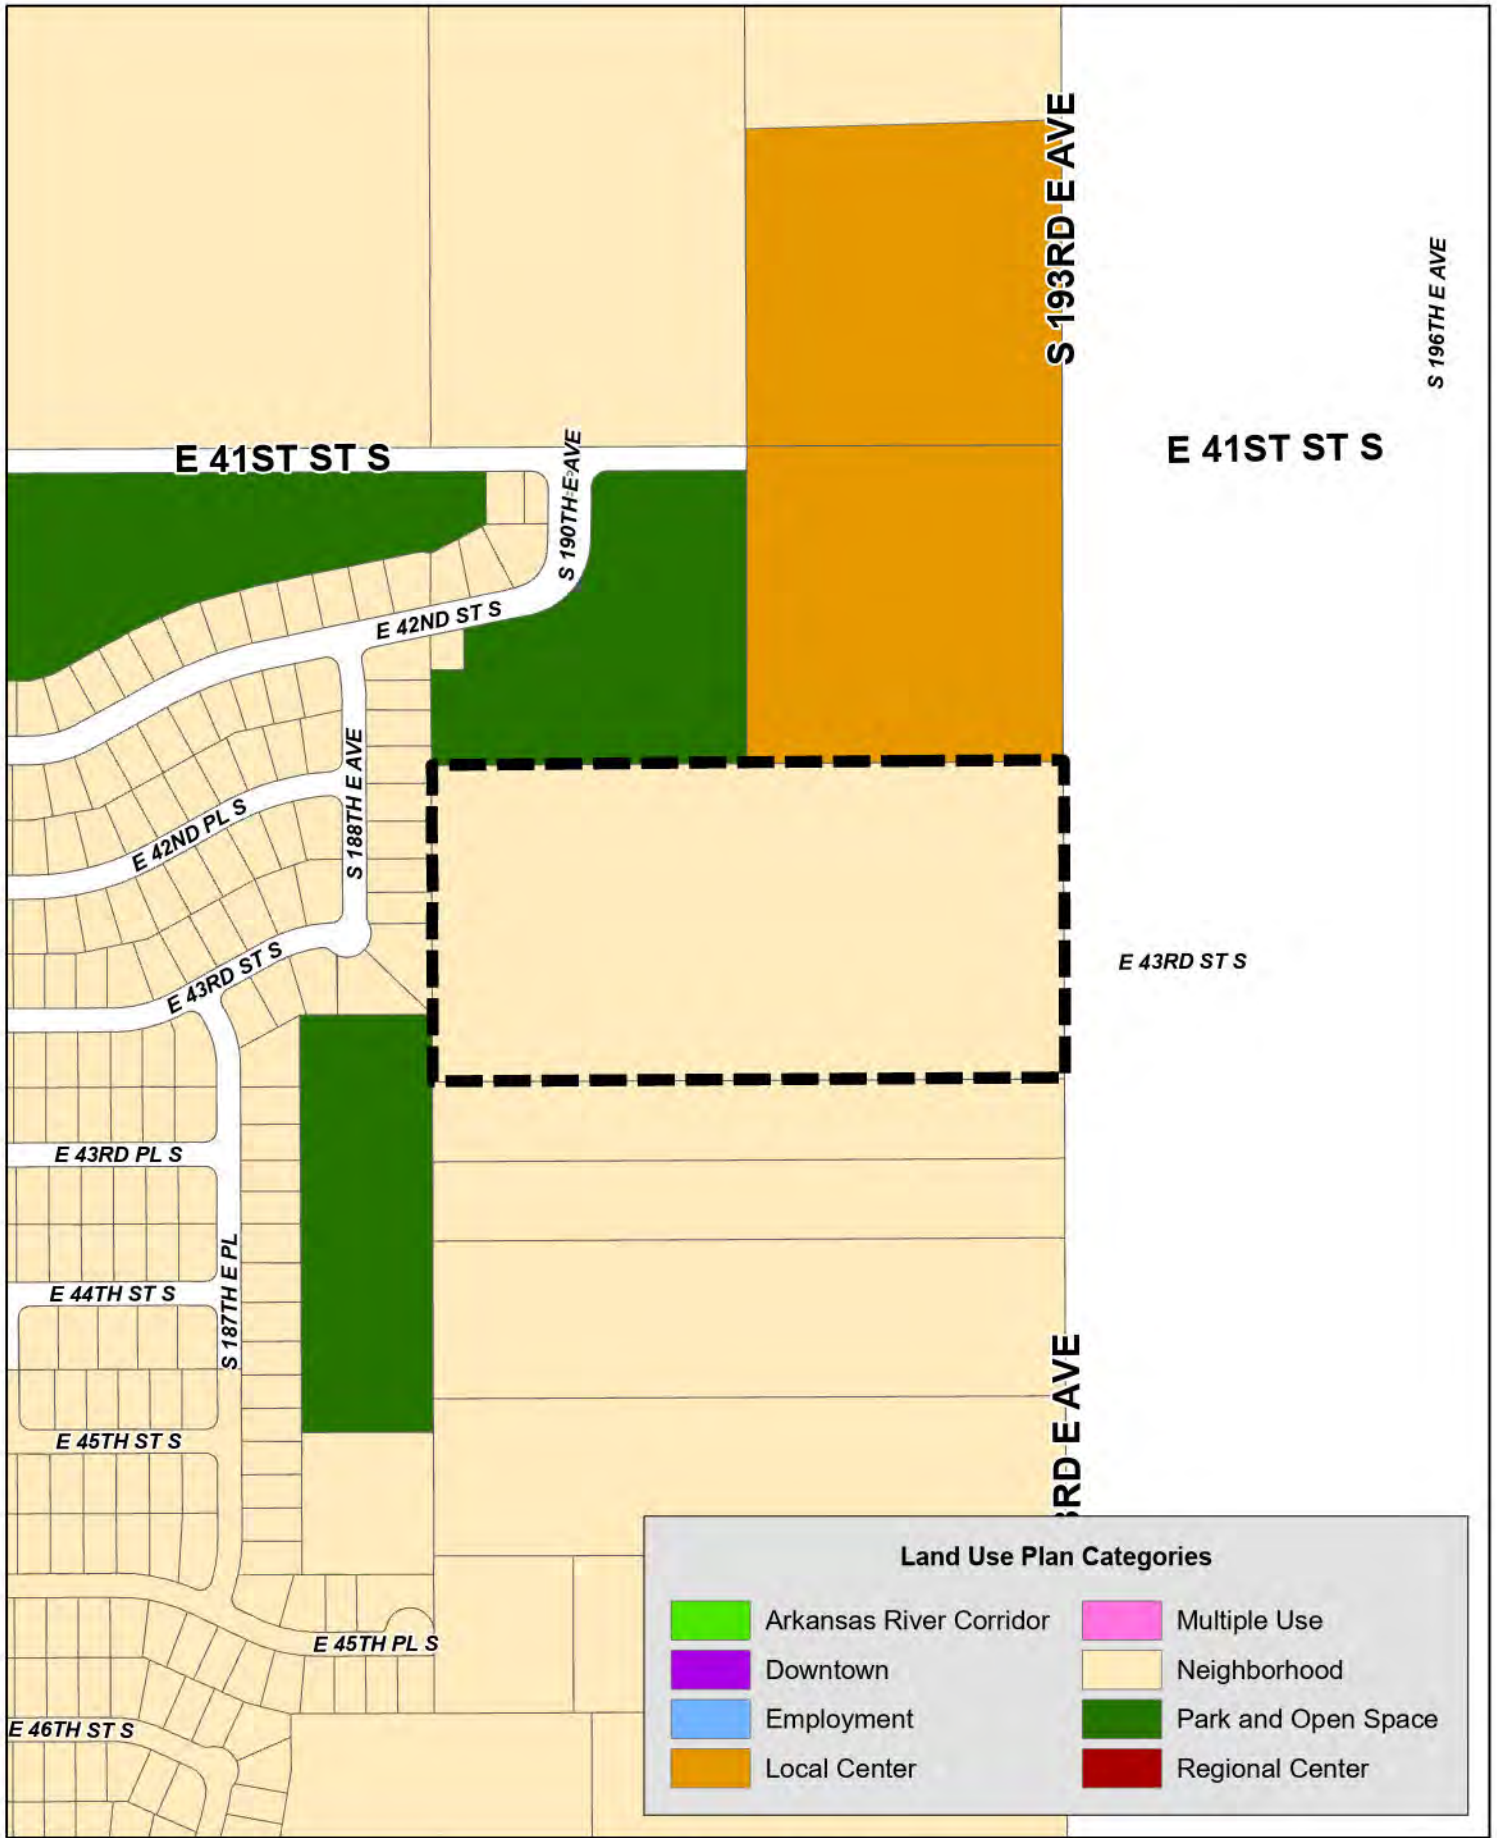 S 193RD E AVE
S 196TH E AVE
E 41ST ST S
E 41ST ST S
S 190TH E AVE
E 42ND ST S
S 188TH E AVE
E 42ND PL S
E 43RD ST S
E 43RD ST S
E 43RD PL S
S 187TH E PL
E 44TH ST S
3RD E AVE
E 45TH ST S
E 45TH PL S
E 46TH ST S
Land Use Plan Categories
Arkansas River Corridor
Downtown
Employment
Local Center
Multiple Use
Neighborhood
Park and Open Space
Regional Center